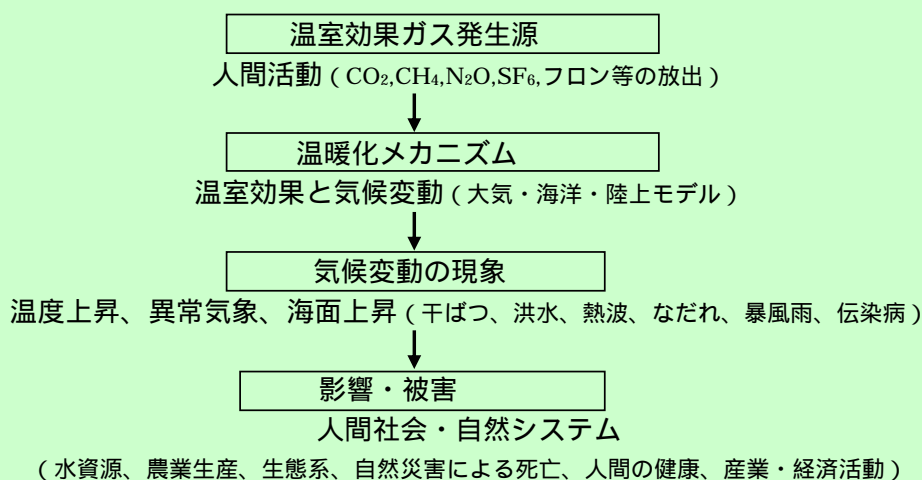 温室効果ガス発生源
人間活動(CO₂,CH₄,N₂O,SF₆,フロン等の放出)
温暖化メカニズム
温室効果と気候変動(大気・海洋・陸上モデル)
気候変動の現象
温度上昇、異常気象、海面上昇(干ばつ、洪水、熱波、なだれ、暴風雨、伝染病)
影響・被害
人間社会・自然システム
(水資源、農業生産、生態系、自然災害による死亡、人間の健康、産業・経済活動)